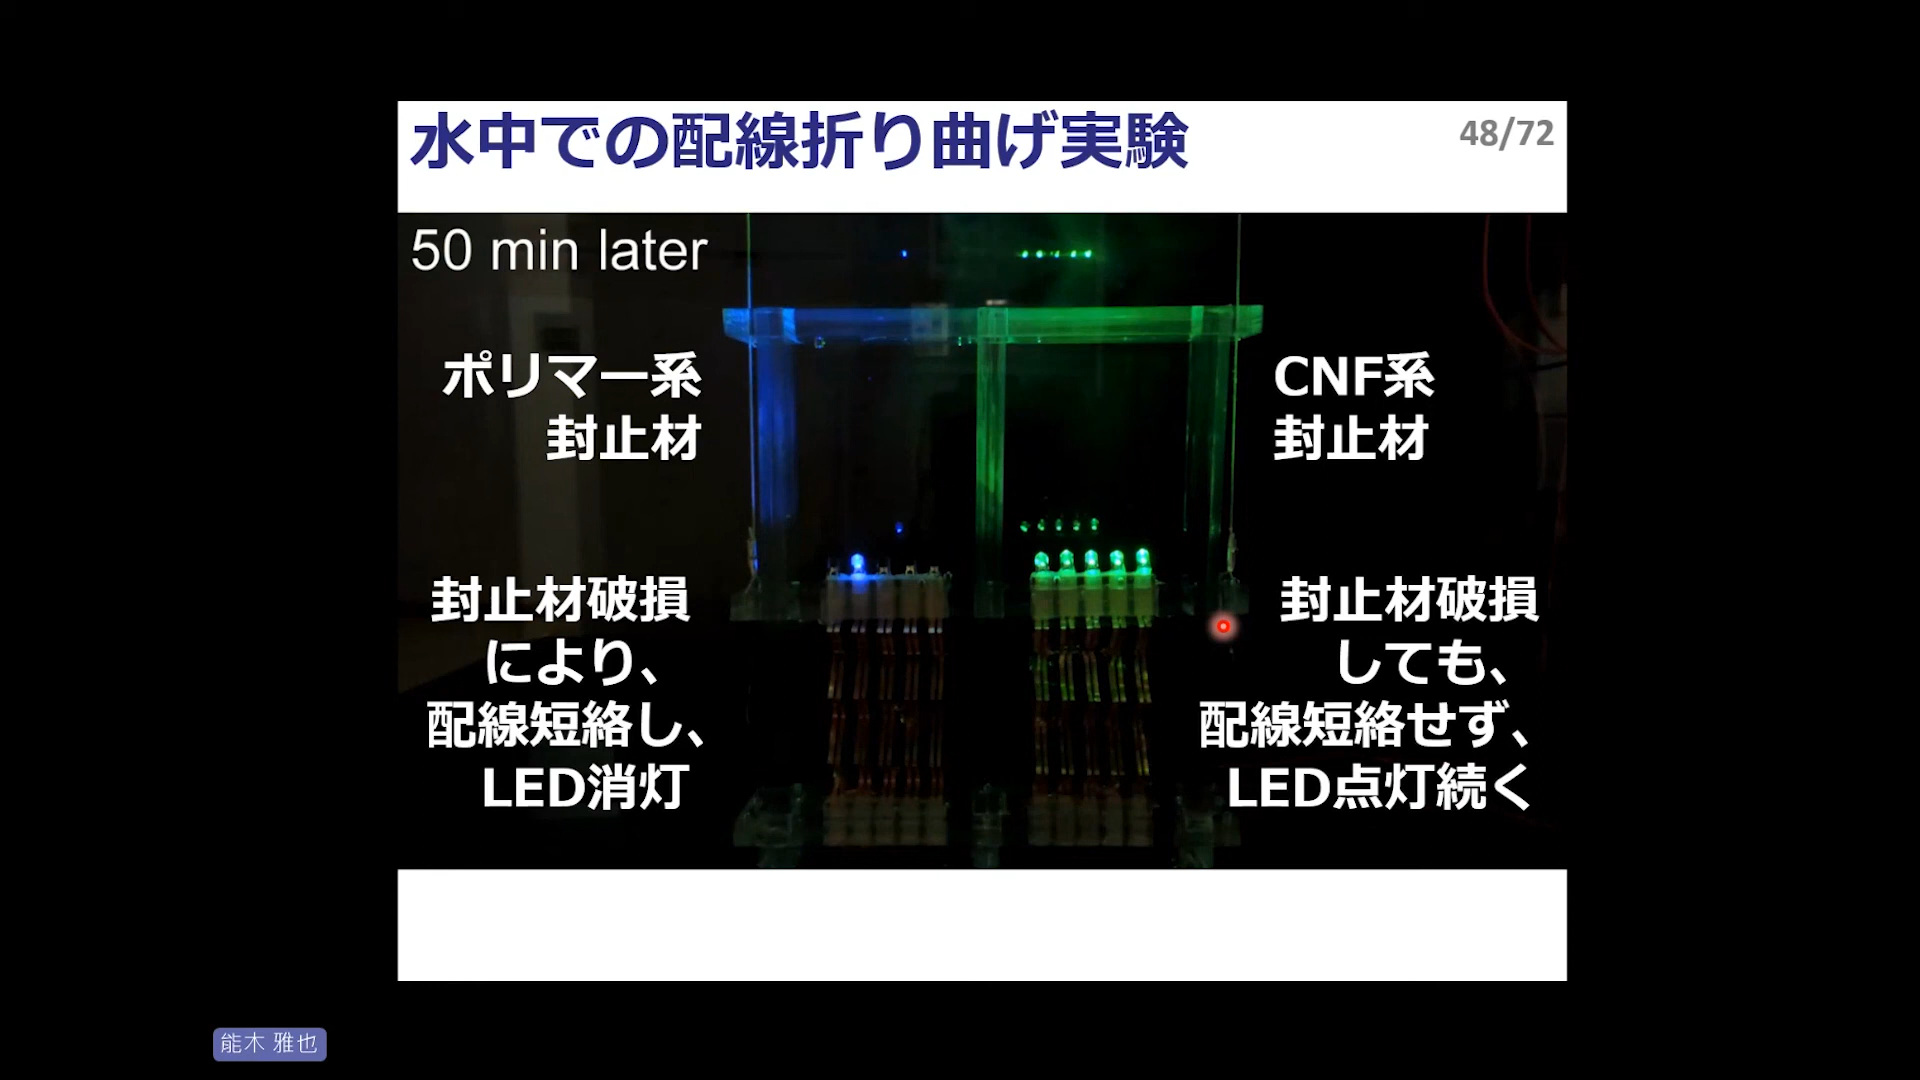 水中での配線折り曲げ実験
48/72
50 min later
ポリマー系
封止材
CNF系
封止材
封止材破損
により、
配線短絡し、
LED消灯
封止材破損
しても、
配線短絡せず、
LED点灯続く
能木 雅也